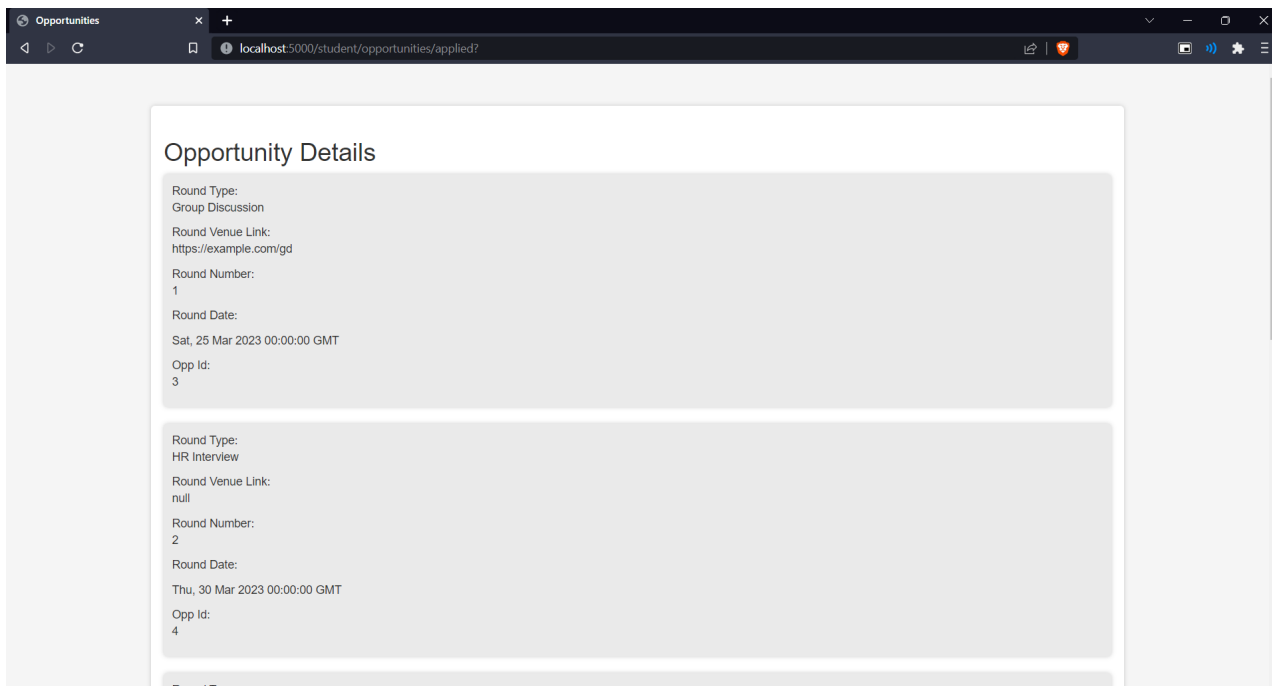 Opportunities
localhost:5000/student/opportunities/applied?
Opportunity Details
Round Type:
Group Discussion
Round Venue Link:
https://example.com/gd
Round Number:
1
Round Date:
Sat, 25 Mar 2023 00:00:00 GMT
Opp Id:
3
Round Type:
HR Interview
Round Venue Link:
null
Round Number:
2
Round Date:
Thu, 30 Mar 2023 00:00:00 GMT
Opp Id:
4